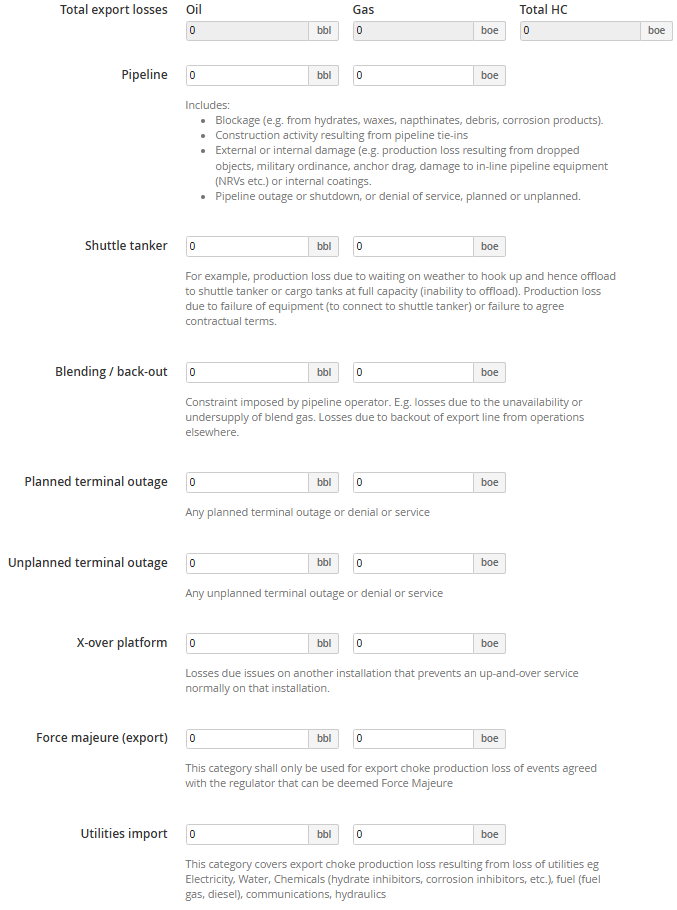 Total export losses Oil Gas Total HC
0 bbl 0 boe 0 boe
Pipeline 0 bbl 0 boe
Includes:
• Blockage (e.g. from hydrates, waxes, napthinates, debris, corrosion products).
• Construction activity resulting from pipeline tie-ins
• External or internal damage (e.g. production loss resulting from dropped
objects, military ordinance, anchor drag, damage to in-line pipeline equipment
(NRVs etc.) or internal coatings.
• Pipeline outage or shutdown, or denial of service, planned or unplanned.
Shuttle tanker 0 bbl 0 boe
For example, production loss due to waiting on weather to hook up and hence offload
to shuttle tanker or cargo tanks at full capacity (inability to offload). Production loss
due to failure of equipment (to connect to shuttle tanker) or failure to agree
contractual terms.
Blending / back-out 0 bbl 0 boe
Constraint imposed by pipeline operator. E.g. losses due to the unavailability or
undersupply of blend gas. Losses due to backout of export line from operations
elsewhere.
Planned terminal outage 0 bbl 0 boe
Any planned terminal outage or denial or service
Unplanned terminal outage 0 bbl 0 boe
Any unplanned terminal outage or denial or service
X-over platform 0 bbl 0 boe
Losses due issues on another installation that prevents an up-and-over service
normally on that installation.
Force majeure (export) 0 bbl 0 boe
This category shall only be used for export choke production loss of events agreed
with the regulator that can be deemed Force Majeure
Utilities import 0 bbl 0 boe
This category covers export choke production loss resulting from loss of utilities eg
Electricity, Water, Chemicals (hydrate inhibitors, corrosion inhibitors, etc.), fuel (fuel
gas, diesel), communications, hydraulics